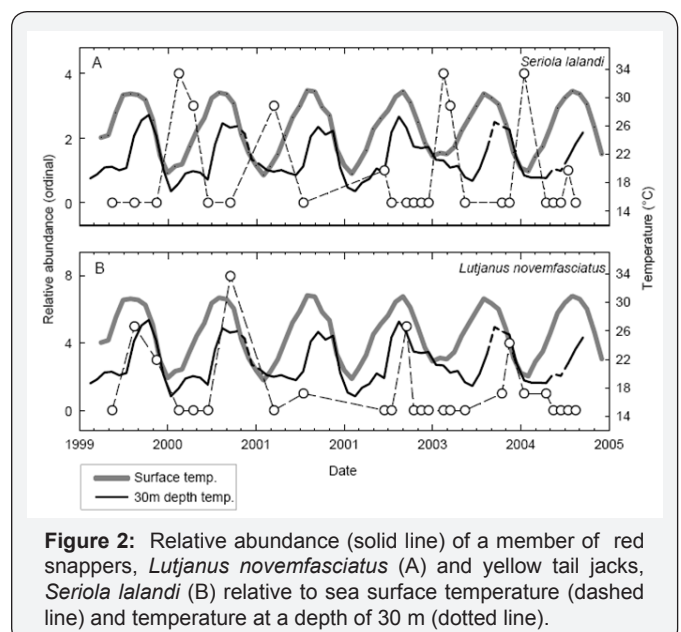 A
Seriola lalandi
4
2
0
34
30
26
22
18
14
Relative abundance (ordinal)
Temperature (°C)
B
Lutjanus novemfasciatus
8
4
0
34
30
26
22
18
14
1999 2000 2001 2001 2003 2004 2005
Date
Surface temp.
30m depth temp.
Figure 2: Relative abundance (solid line) of a member of red
snappers, Lutjanus novemfasciatus (A) and yellow tail jacks,
Seriola lalandi (B) relative to sea surface temperature (dashed
line) and temperature at a depth of 30 m (dotted line).